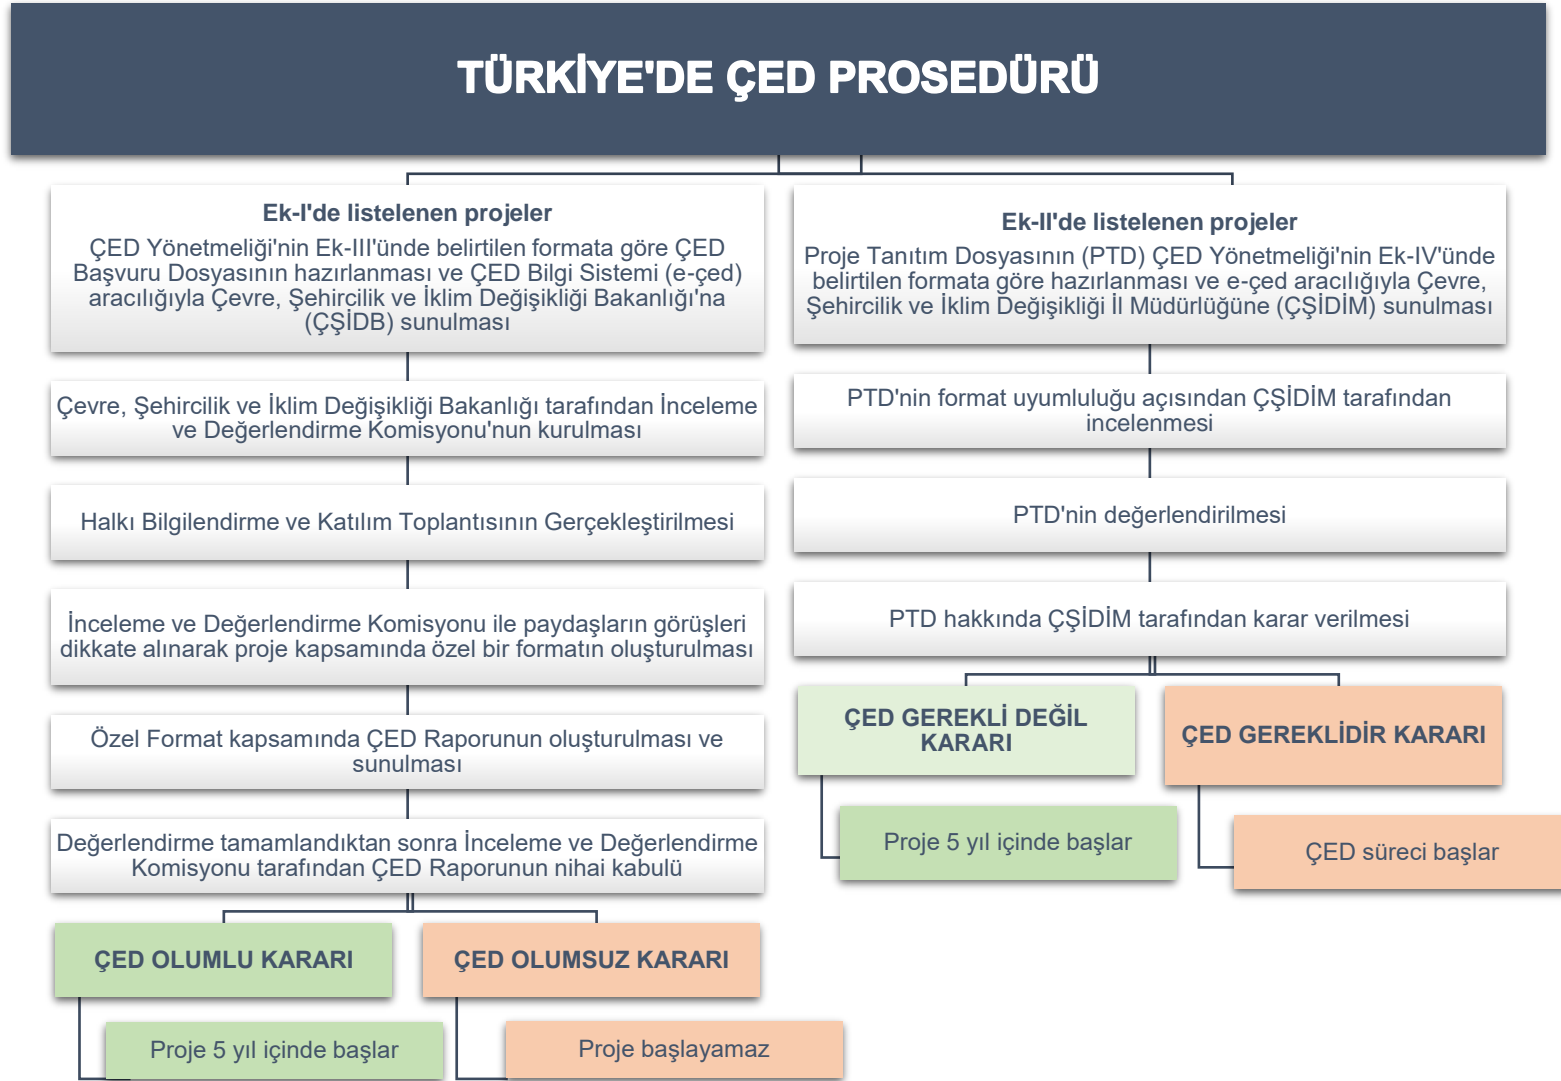 TÜRKİYE'DE ÇED PROSEDÜRÜ
Ek-I'de listelenen projeler
ÇED Yönetmeliği'nin Ek-III'ünde belirtilen formata göre ÇED
Başvuru Dosyasının hazırlanması ve ÇED Bilgi Sistemi (e-çed)
aracılığıyla Çevre, Şehircilik ve İklim Değişikliği Bakanlığı'na
(ÇŞİDB) sunulması
Çevre, Şehircilik ve İklim Değişikliği Bakanlığı tarafından İnceleme
ve Değerlendirme Komisyonu'nun kurulması
Halkı Bilgilendirme ve Katılım Toplantısının Gerçekleştirilmesi
İnceleme ve Değerlendirme Komisyonu ile paydaşların görüşleri
dikkate alınarak proje kapsamında özel bir formatın oluşturulması
Özel Format kapsamında ÇED Raporunun oluşturulması ve
sunulması
Değerlendirme tamamlandıktan sonra İnceleme ve Değerlendirme
Komisyonu tarafından ÇED Raporunun nihai kabulü
ÇED OLUMLU KARARI
Proje 5 yıl içinde başlar
ÇED OLUMSUZ KARARI
Proje başlayamaz
Ek-II'de listelenen projeler
Proje Tanıtım Dosyasının (PTD) ÇED Yönetmeliği'nin Ek-IV'ünde
belirtilen formata göre hazırlanması ve e-çed aracılığıyla Çevre,
Şehircilik ve İklim Değişikliği İl Müdürlüğüne (ÇŞİDİM) sunulması
PTD'nin format uyumluluğu açısından ÇŞİDİM tarafından
incelenmesi
PTD'nin değerlendirilmesi
PTD hakkında ÇŞİDİM tarafından karar verilmesi
ÇED GEREKLİ DEĞİL
KARARI
Proje 5 yıl içinde başlar
ÇED GEREKLİDİR KARARI
ÇED süreci başlar